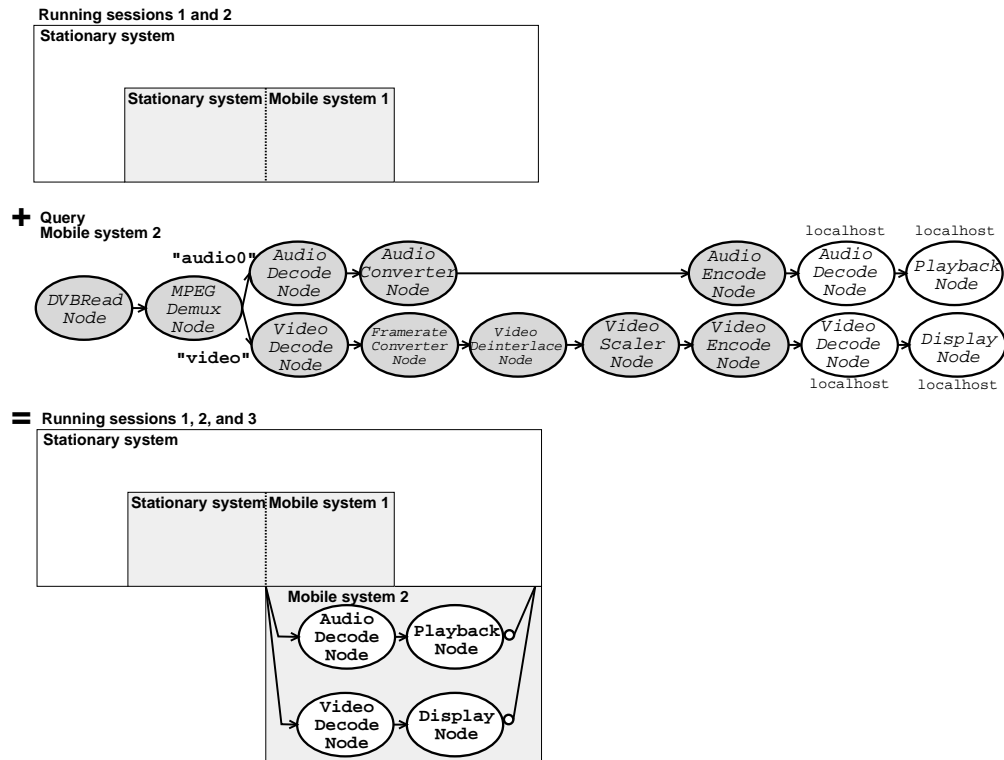 Running sessions 1 and 2
Stationary system
Stationary system
Mobile system 1
+ Query
Mobile system 2
"audio0"
"video"
DVBRead
Node
MPEG
Demux
Node
Audio
Decode
Node
Audio
Converter
Node
Audio
Encode
Node
localhost
Audio
Decode
Node
localhost
Playback
Node
Video
Decode
Node
Framerate
Converter
Node
Video
Deinterlace
Node
Video
Scaler
Node
Video
Encode
Node
Video
Decode
Node
localhost
Display
Node
localhost
= Running sessions 1, 2, and 3
Stationary system
Stationary system
Mobile system 1
Mobile system 2
Audio
Decode
Node
Playback
Node
Video
Decode
Node
Display
Node